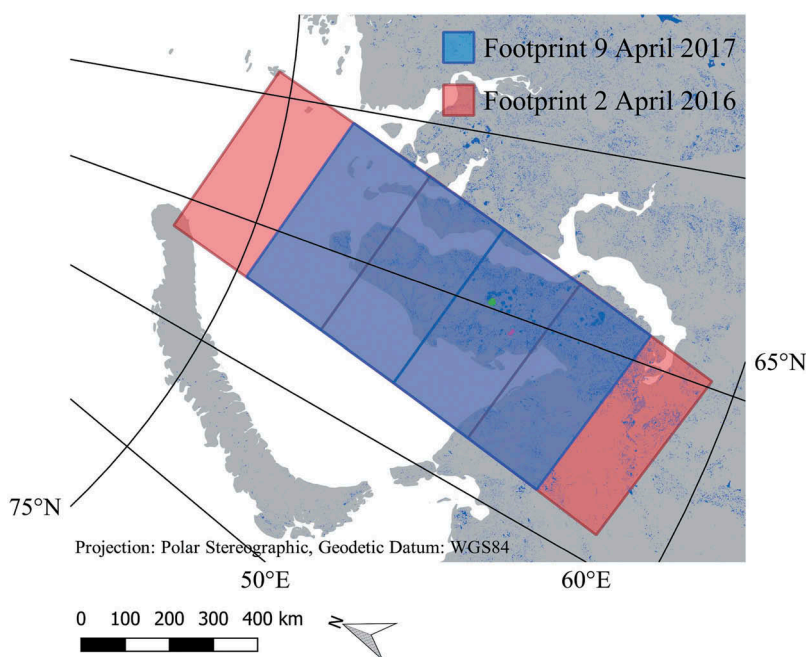 Footprint 9 April 2017
Footprint 2 April 2016
65°N
75°N
Projection: Polar Stereographic, Geodetic Datum: WGS84
50°E 60°E
0 100 200 300 400 km
N